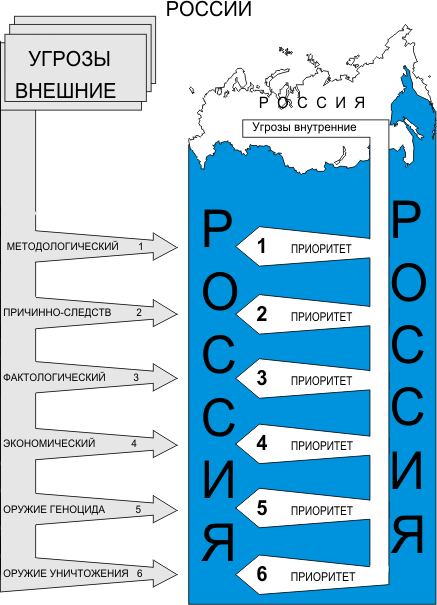 РОССИИ
УГРОЗЫ
ВНЕШНИЕ
РОССИЯ
Угрозы внутренние
РОССИЯ
РОССИЯ
МЕТОДОЛОГИЧЕСКИЙ 1
1 ПРИОРИТЕТ
ПРИЧИННО-СЛЕДСТВ 2
2 ПРИОРИТЕТ
ФАКТОЛОГИЧЕСКИЙ 3
3 ПРИОРИТЕТ
ЭКОНОМИЧЕСКИЙ 4
4 ПРИОРИТЕТ
ОРУЖИЕ ГЕНОЦИДА 5
5 ПРИОРИТЕТ
ОРУЖИЕ УНИЧТОЖЕНИЯ 6
6 ПРИОРИТЕТ